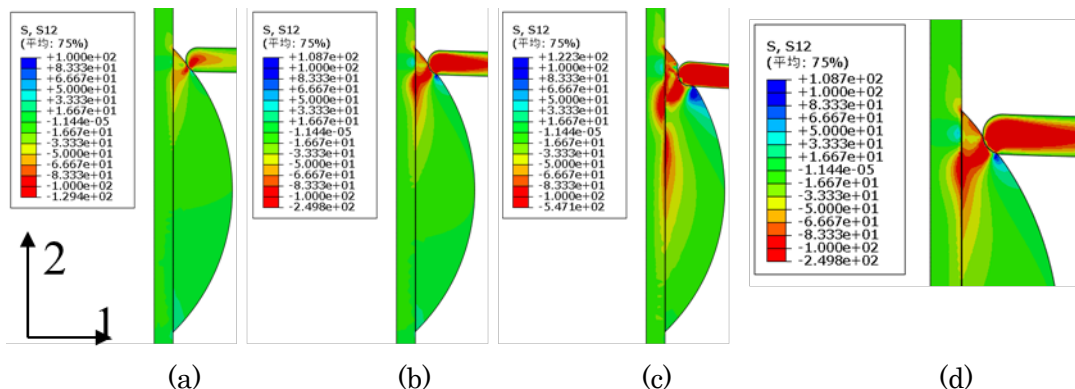 S, S12
(平均: 75%)
+1.000e+02
+8.333e+01
+6.667e+01
+5.000e+01
+3.333e+01
+1.667e+01
-1.144e-05
-1.667e+01
-3.333e+01
-5.000e+01
-6.667e+01
-8.333e+01
-1.000e+02
-1.294e+02
S, S12
(平均: 75%)
+1.087e+02
+1.000e+02
+8.333e+01
+6.667e+01
+5.000e+01
+3.333e+01
+1.667e+01
-1.144e-05
-1.667e+01
-3.333e+01
-5.000e+01
-6.667e+01
-8.333e+01
-1.000e+02
-2.498e+02
S, S12
(平均: 75%)
+1.223e+02
+1.000e+02
+8.333e+01
+6.667e+01
+5.000e+01
+3.333e+01
+1.667e+01
-1.144e-05
-1.667e+01
-3.333e+01
-5.000e+01
-6.667e+01
-8.333e+01
-1.000e+02
-5.471e+02
S, S12
(平均: 75%)
+1.087e+02
+1.000e+02
+8.333e+01
+6.667e+01
+5.000e+01
+3.333e+01
+1.667e+01
-1.144e-05
-1.667e+01
-3.333e+01
-5.000e+01
-6.667e+01
-8.333e+01
-1.000e+02
-2.498e+02
2
1
(a)
(b)
(c)
(d)